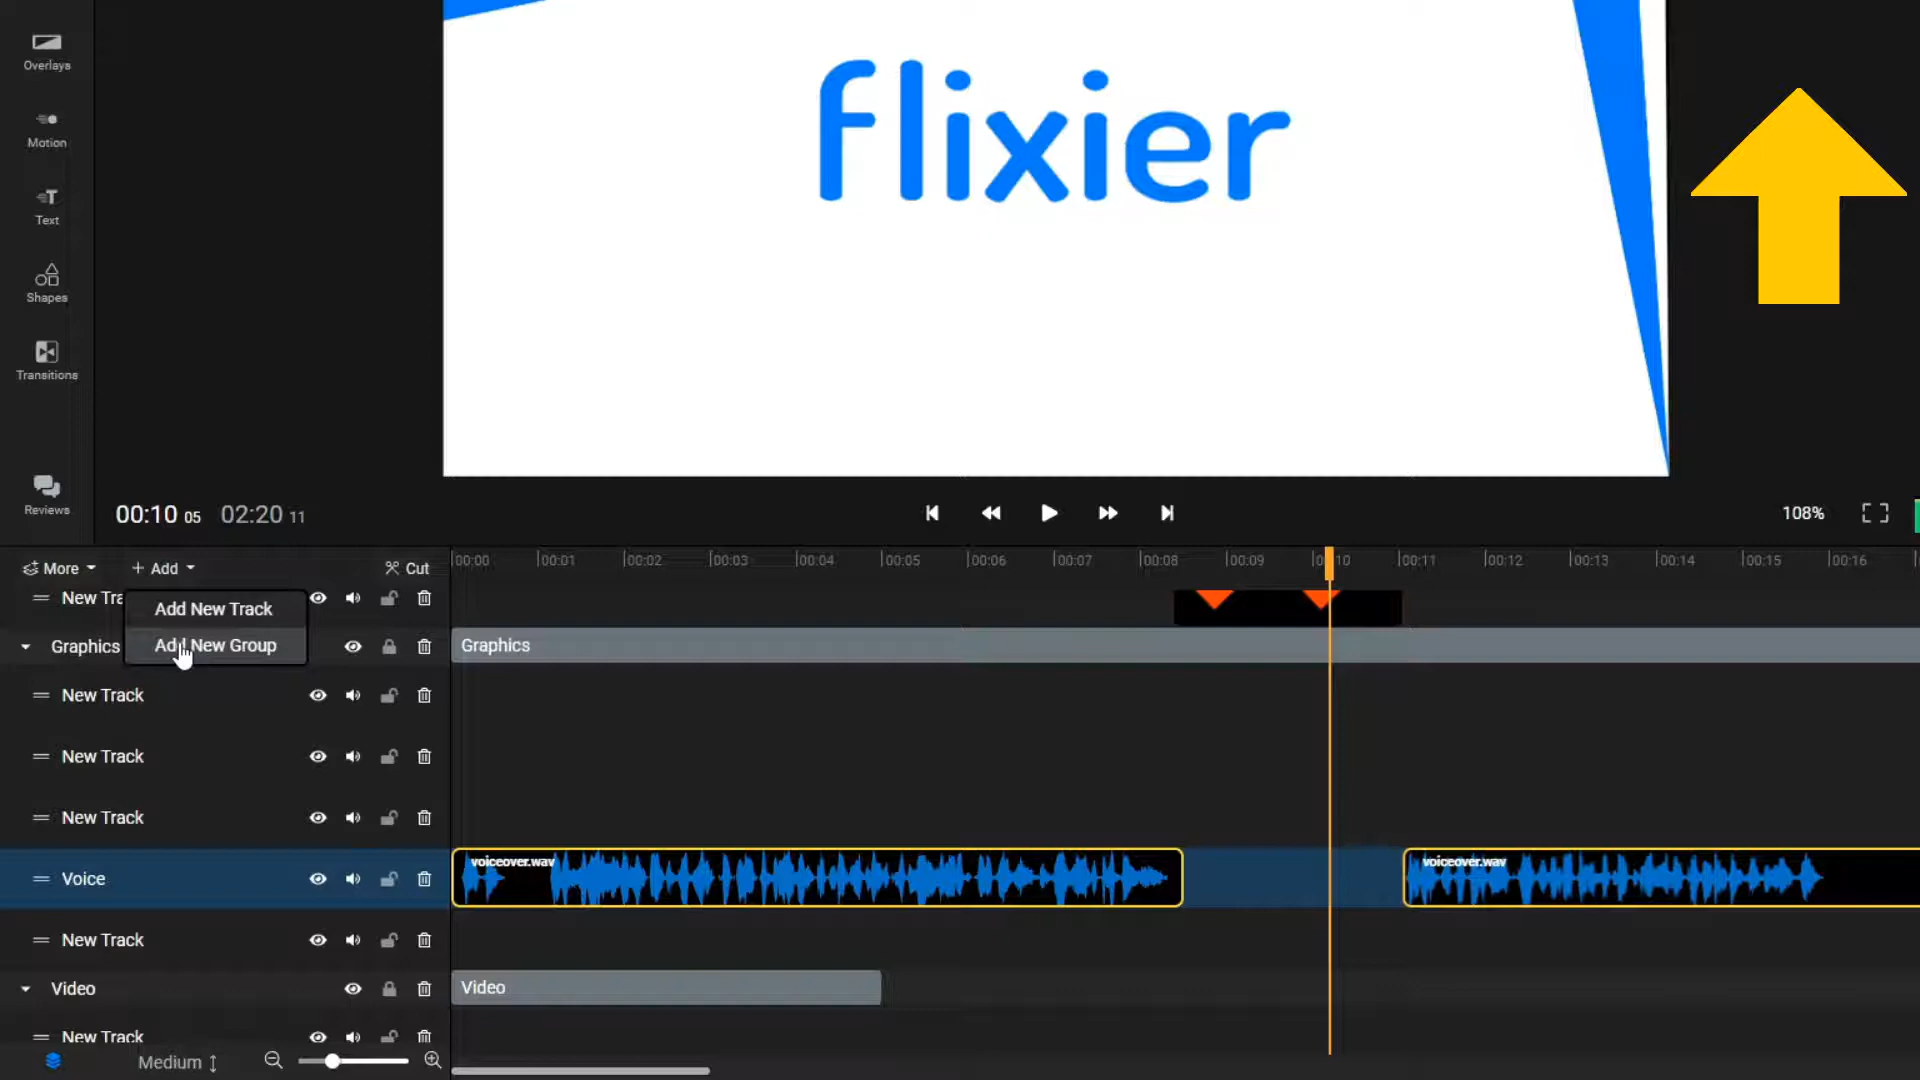 flixier
Overlays
Motion
Text
Shapes
Transitions
Reviews
00:10 05 02:20 11
108%
More + Add Cut
00:00 00:01 00:02 00:03 00:04 00:05 00:06 00:07 00:08 00:09 10 00:11 00:12 00:13 00:14 00:15 00:16
New Tra
Add New Track
Add New Group
Graphics
Graphics
New Track
New Track
New Track
Voice
voiceover.wav voiceover.wav
New Track
Video
Video
New Track
Medium